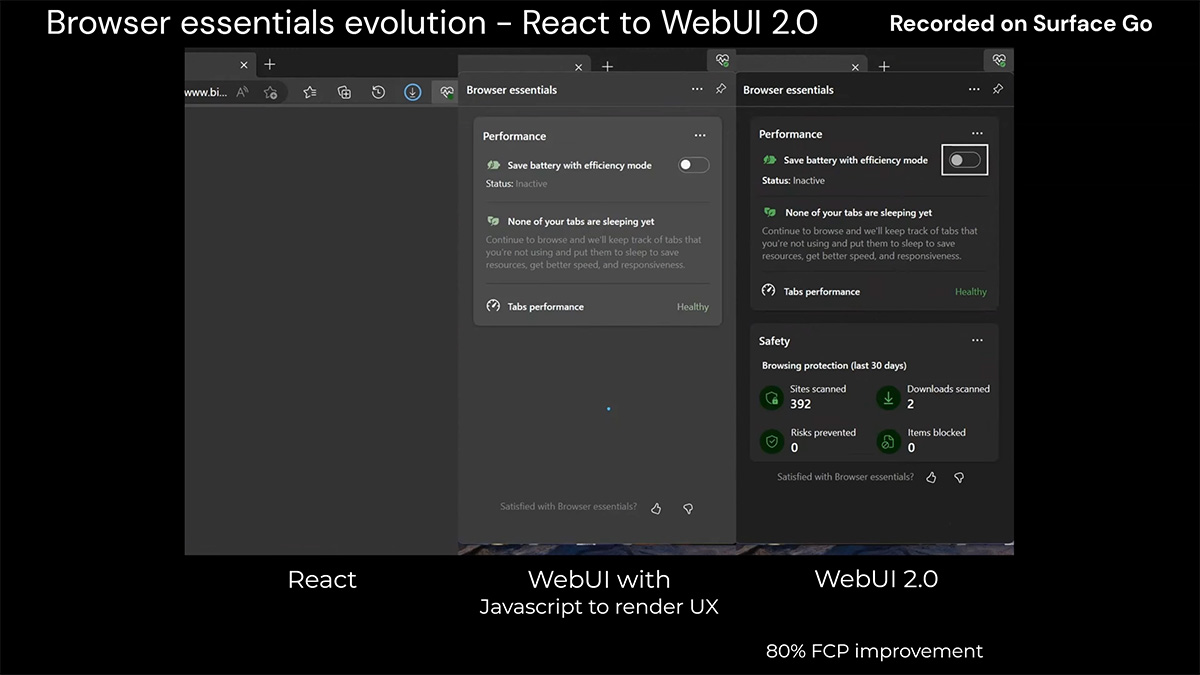 Browser essentials evolution – React to WebUI 2.0
Recorded on Surface Go
www.bi...
Browser essentials
Performance
Save battery with efficiency mode
Status: Inactive
None of your tabs are sleeping yet
Continue to browse and we'll keep track of tabs that
you're not using and put them to sleep to save
resources, get better speed, and responsiveness.
Tabs performance
Healthy
Satisfied with Browser essentials?
Browser essentials
Performance
Save battery with efficiency mode
Status: Inactive
None of your tabs are sleeping yet
Continue to browse and we'll keep track of tabs that
you're not using and put them to sleep to save
resources, get better speed, and responsiveness.
Tabs performance
Healthy
Safety
Browsing protection (last 30 days)
Sites scanned
392
Downloads scanned
2
Risks prevented
0
Items blocked
0
Satisfied with Browser essentials?
React
WebUI with
Javascript to render UX
WebUI 2.0
80% FCP improvement